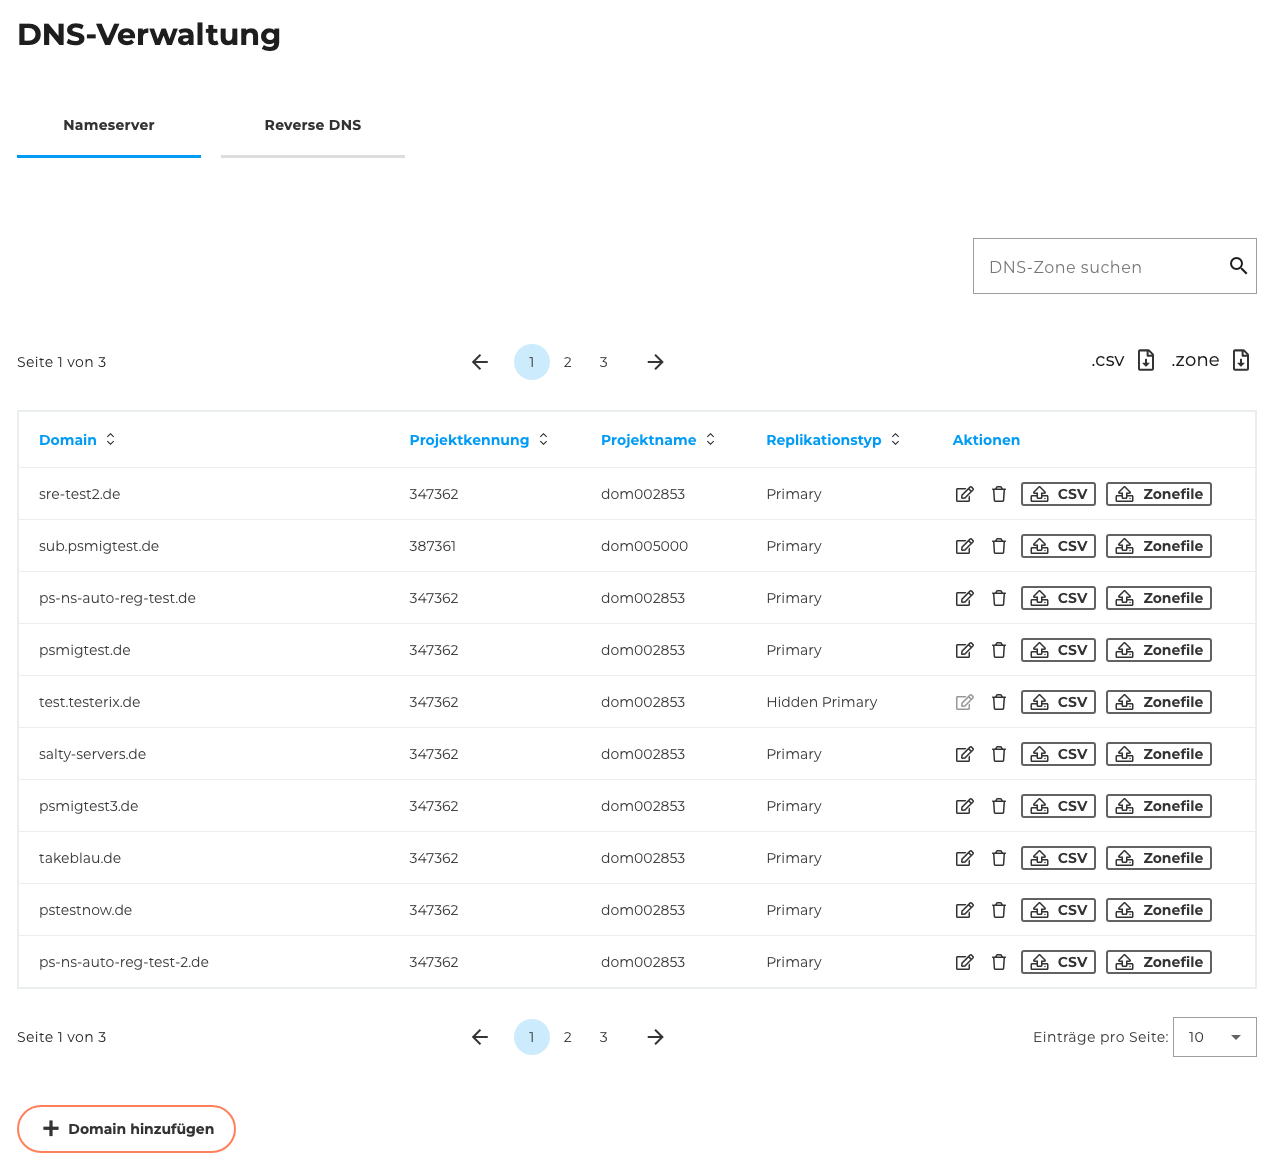 DNS-Verwaltung
Nameserver Reverse DNS
DNS-Zone suchen
Seite 1 von 3 1 2 3 .csv .zone
Domain Projektkennung Projektname Replikationstyp Aktionen
sre-test2.de 347362 dom002853 Primary CSV Zonefile
sub.psmigtest.de 387361 dom005000 Primary CSV Zonefile
ps-ns-auto-reg-test.de 347362 dom002853 Primary CSV Zonefile
psmigtest.de 347362 dom002853 Primary CSV Zonefile
test.testerix.de 347362 dom002853 Hidden Primary CSV Zonefile
salty-servers.de 347362 dom002853 Primary CSV Zonefile
psmigtest3.de 347362 dom002853 Primary CSV Zonefile
takeblau.de 347362 dom002853 Primary CSV Zonefile
pstestnow.de 347362 dom002853 Primary CSV Zonefile
ps-ns-auto-reg-test-2.de 347362 dom002853 Primary CSV Zonefile
Seite 1 von 3 1 2 3 Einträge pro Seite: 10
Domain hinzufügen